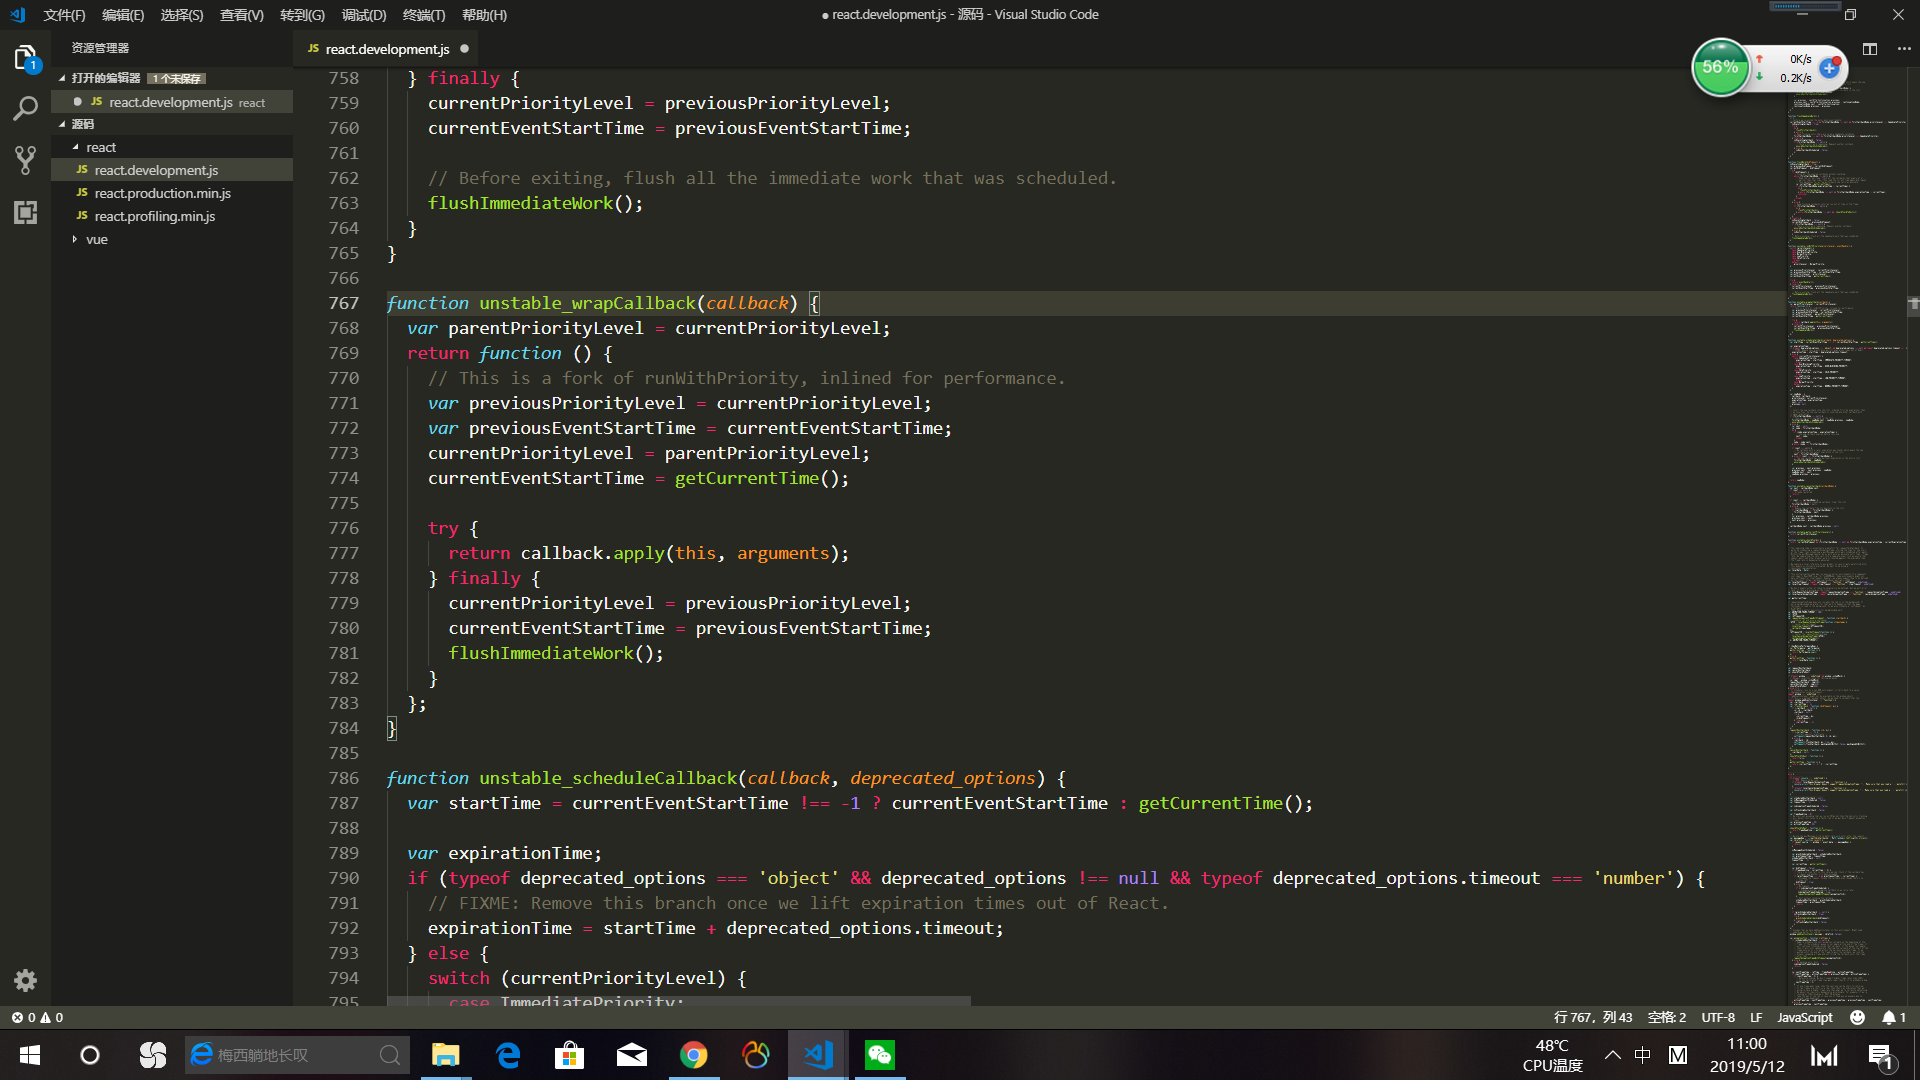 文件(F) 编辑(E) 选择(S) 查看(V) 转到(G) 调试(D) 终端(T) 帮助(H)
● react.development.js - 源码 - Visual Studio Code
资源管理器
JS react.development.js ●
打开的编辑器 1 个未保存
JS react.development.js react
源码
react
JS react.development.js
JS react.production.min.js
JS react.profiling.min.js
vue
1
56%
0K/s
0.2K/s
758 } finally {
759 currentPriorityLevel = previousPriorityLevel;
760 currentEventStartTime = previousEventStartTime;
761
762 // Before exiting, flush all the immediate work that was scheduled.
763 flushImmediateWork();
764 }
765 }
766
767 function unstable_wrapCallback(callback) {
768 var parentPriorityLevel = currentPriorityLevel;
769 return function () {
770 // This is a fork of runWithPriority, inlined for performance.
771 var previousPriorityLevel = currentPriorityLevel;
772 var previousEventStartTime = currentEventStartTime;
773 currentPriorityLevel = parentPriorityLevel;
774 currentEventStartTime = getCurrentTime();
775
776 try {
777 return callback.apply(this, arguments);
778 } finally {
779 currentPriorityLevel = previousPriorityLevel;
780 currentEventStartTime = previousEventStartTime;
781 flushImmediateWork();
782 }
783 };
784 }
785
786 function unstable_scheduleCallback(callback, deprecated_options) {
787 var startTime = currentEventStartTime !== -1 ? currentEventStartTime : getCurrentTime();
788
789 var expirationTime;
790 if (typeof deprecated_options === 'object' && deprecated_options !== null && typeof deprecated_options.timeout === 'number') {
791 // FIXME: Remove this branch once we lift expiration times out of React.
792 expirationTime = startTime + deprecated_options.timeout;
793 } else {
794 switch (currentPriorityLevel) {
795 case ImmediatePriority:
0 0
行 767，列 43 空格: 2 UTF-8 LF JavaScript 1
梅西躺地长叹
48℃
CPU温度
中 M
11:00
2019/5/12
1